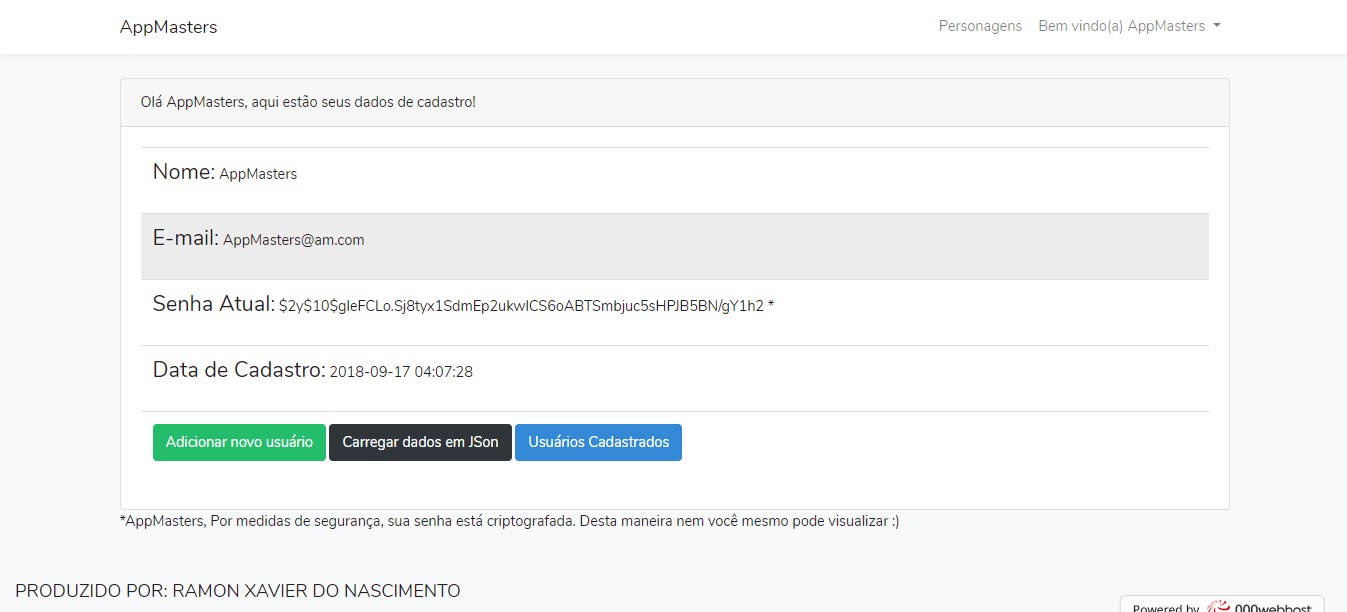 AppMasters
Personagens Bem vindo(a) AppMasters
Olá AppMasters, aqui estão seus dados de cadastro!
Nome: AppMasters
E-mail: AppMasters@am.com
Senha Atual: $2y$10$gIeFCLo.Sj8tyx1SdmEp2ukwICS6oABTSmbjuc5sHPJB5BN/gY1h2 *
Data de Cadastro: 2018-09-17 04:07:28
Adicionar novo usuário Carregar dados em JSon Usuários Cadastrados
*AppMasters, Por medidas de segurança, sua senha está criptografada. Desta maneira nem você mesmo pode visualizar :)
PRODUZIDO POR: RAMON XAVIER DO NASCIMENTO
Powered by 000webhost